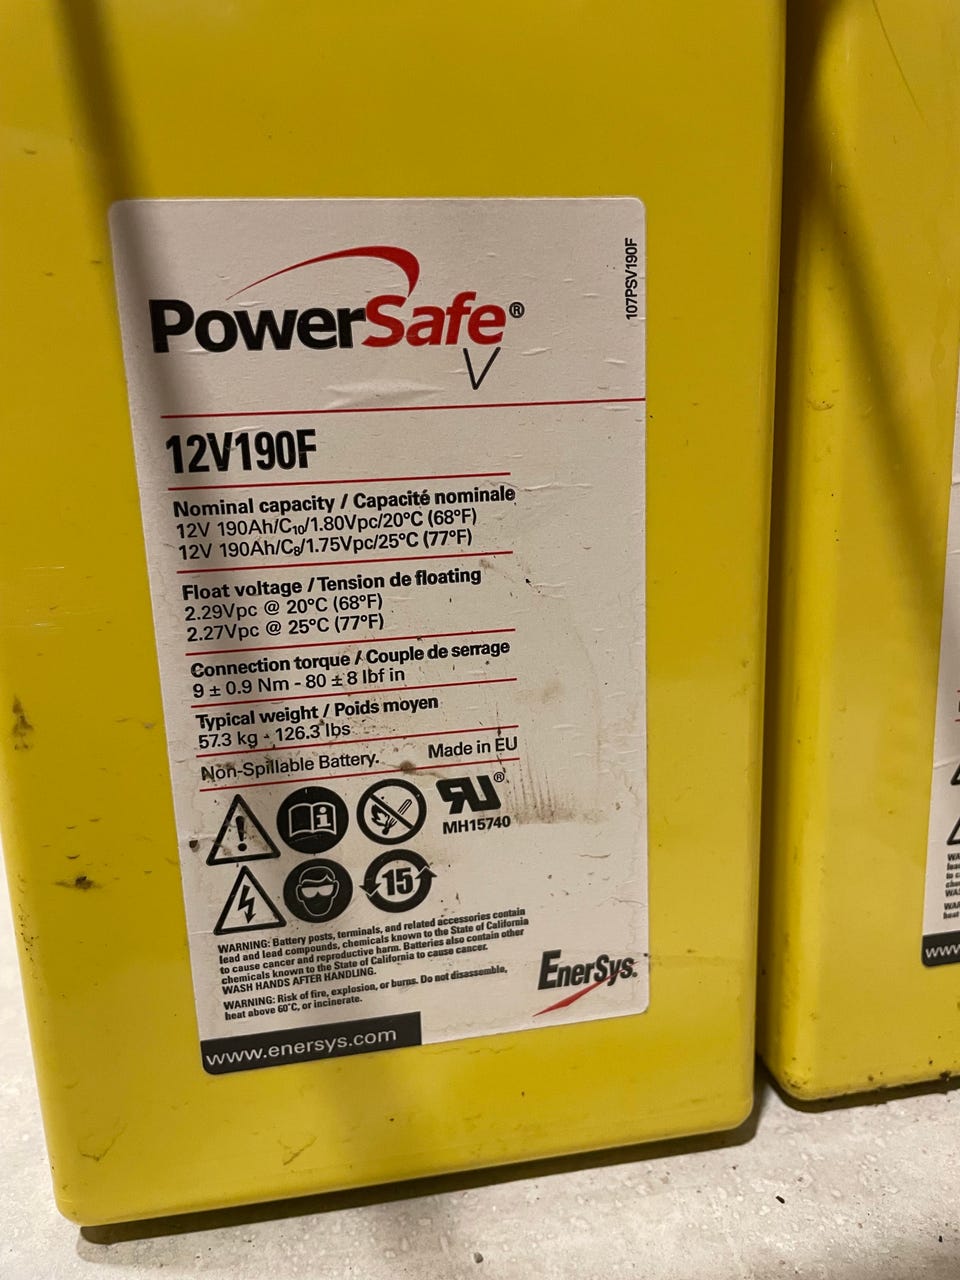 107PSV190F
PowerSafe®
V
12V190F
Nominal capacity / Capacité nominale
12V 190Ah/C₁₀/1.80Vpc/20°C (68°F)
12V 190Ah/C₈/1.75Vpc/25°C (77°F)
Float voltage / Tension de floating
2.29Vpc @ 20°C (68°F)
2.27Vpc @ 25°C (77°F)
Connection torque / Couple de serrage
9 ± 0.9 Nm - 80 ± 8 lbf in
Typical weight / Poids moyen
57.3 kg - 126.3 lbs
Non-Spillable Battery. Made in EU
®
MH15740
15
WARNING: Battery posts, terminals, and related accessories contain
lead and lead compounds, chemicals known to the State of California
to cause cancer and reproductive harm. Batteries also contain other
chemicals known to the State of California to cause cancer.
WASH HANDS AFTER HANDLING.
WARNING: Risk of fire, explosion, or burns. Do not disassemble,
heat above 60°C, or incinerate.
EnerSys.
www.enersys.com